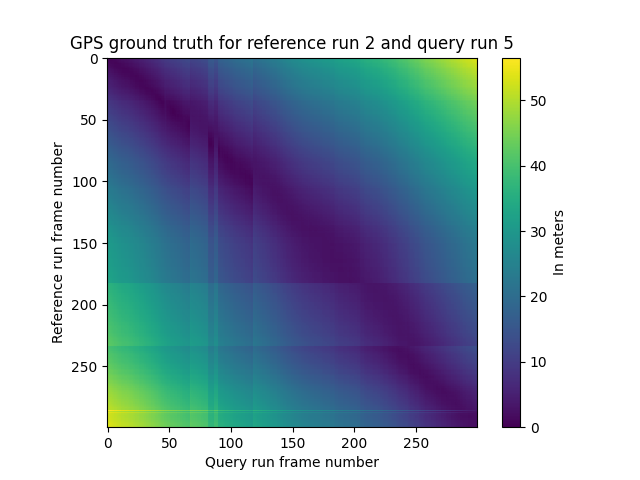 GPS ground truth for reference run 2 and query run 5
0
50
100
150
200
250
Reference run frame number
0 50 100 150 200 250
Query run frame number
50
40
30
20
10
0
In meters